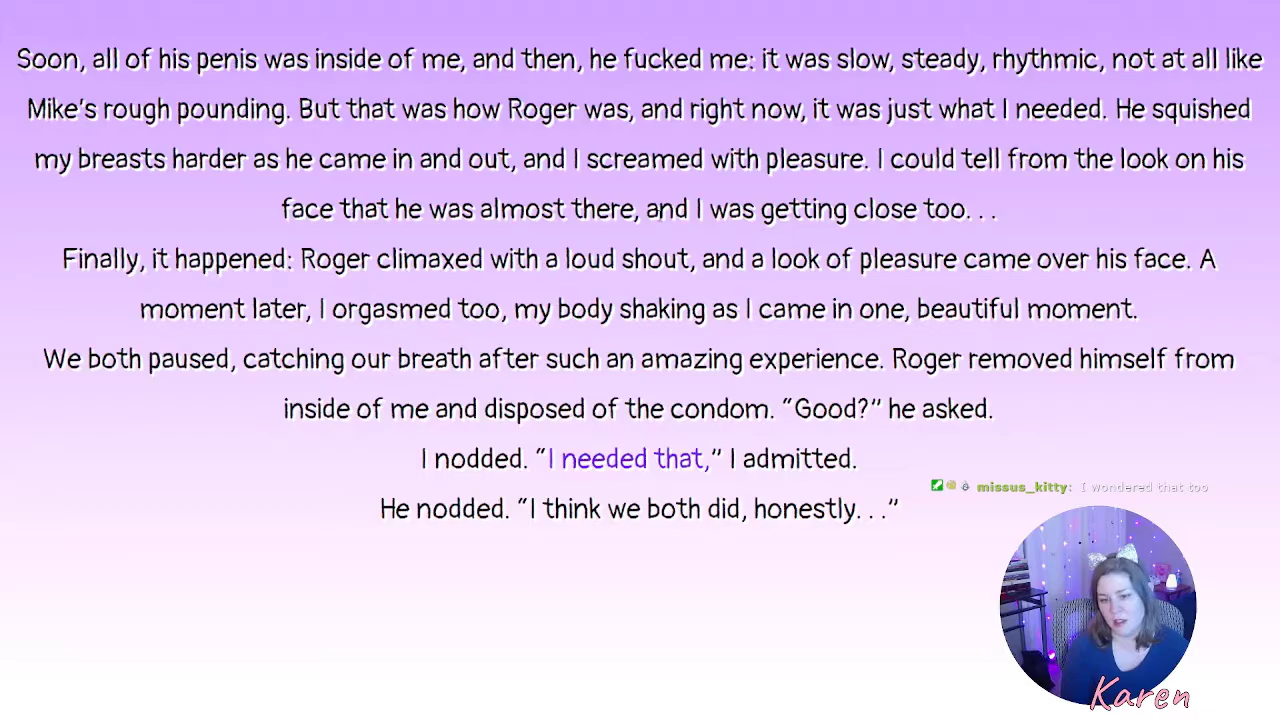 Soon, all of his penis was inside of me, and then, he fucked me: it was slow, steady, rhythmic, not at all like
Mike's rough pounding. But that was how Roger was, and right now, it was just what I needed. He squished
my breasts harder as he came in and out, and I screamed with pleasure. I could tell from the look on his
face that he was almost there, and I was getting close too. . .
Finally, it happened: Roger climaxed with a loud shout, and a look of pleasure came over his face. A
moment later, I orgasmed too, my body shaking as I came in one, beautiful moment.
We both paused, catching our breath after such an amazing experience. Roger removed himself from
inside of me and disposed of the condom. "Good?" he asked.
I nodded. "I needed that," I admitted.
missus_kitty: I wondered that too
He nodded. "I think we both did, honestly. . ."
Karen